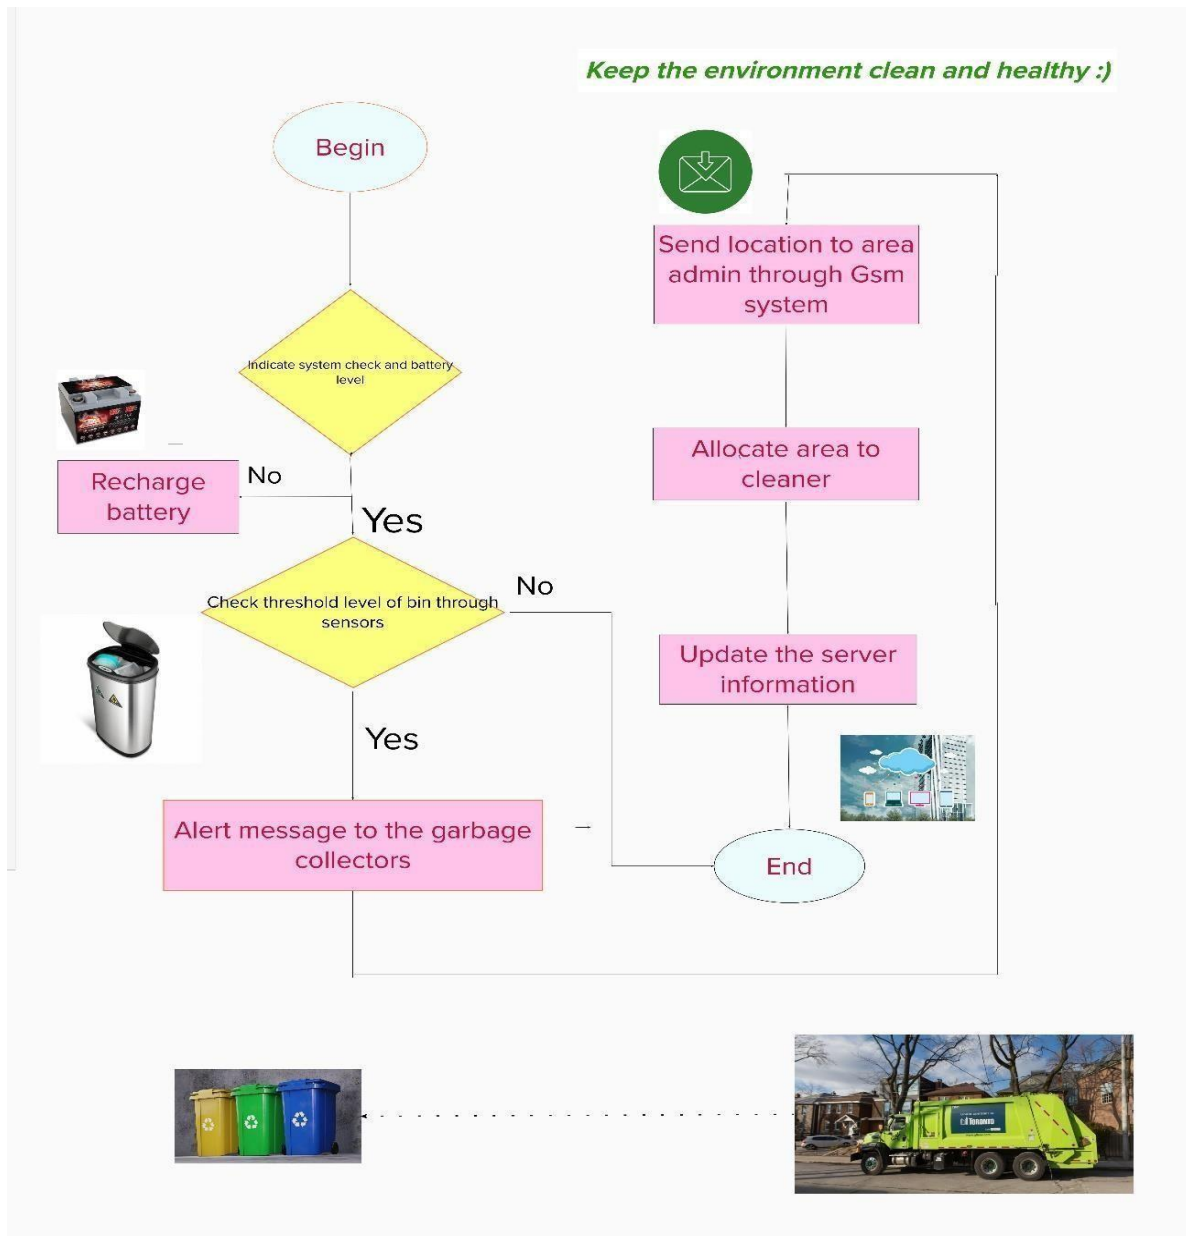 Keep the environment clean and healthy :)
Begin
Indicate system check and battery
level
No
Recharge
battery
Yes
Check threshold level of bin through
sensors
No
Yes
Alert message to the garbage
collectors
Send location to area
admin through Gsm
system
Allocate area to
cleaner
Update the server
information
End
TORONTO